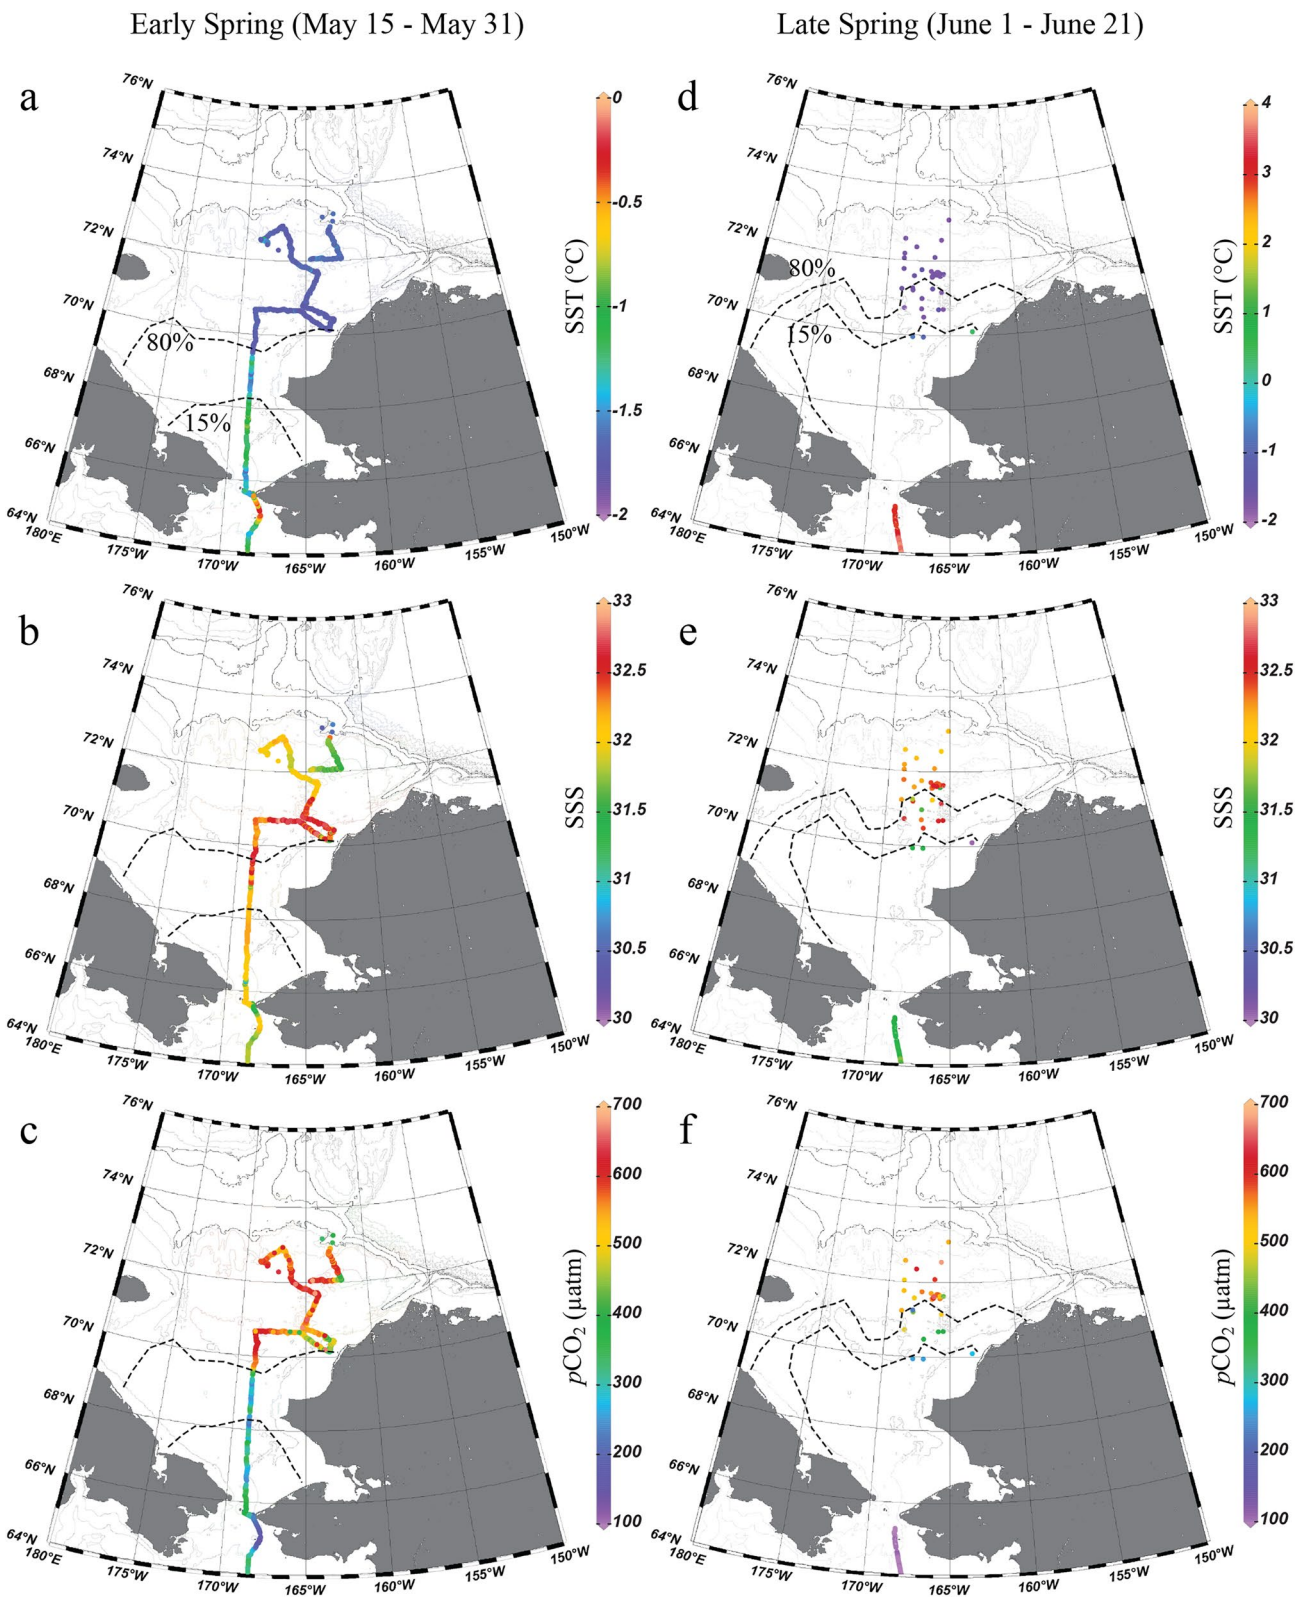 Early Spring (May 15 - May 31)
Late Spring (June 1 - June 21)
a
76°N
74°N
72°N
70°N
68°N
66°N
64°N
180°E
175°W
170°W
165°W
160°W
155°W
150°W
80%
15%
0
-0.5
-1
-1.5
-2
SST (°C)
d
76°N
74°N
72°N
70°N
68°N
66°N
64°N
180°E
175°W
170°W
165°W
160°W
155°W
150°W
80%
15%
4
3
2
1
0
-1
-2
SST (°C)
b
76°N
74°N
72°N
70°N
68°N
66°N
64°N
180°E
175°W
170°W
165°W
160°W
155°W
150°W
33
32.5
32
31.5
31
30.5
30
SSS
e
76°N
74°N
72°N
70°N
68°N
66°N
64°N
180°E
175°W
170°W
165°W
160°W
155°W
150°W
33
32.5
32
31.5
31
30.5
30
SSS
c
76°N
74°N
72°N
70°N
68°N
66°N
64°N
180°E
175°W
170°W
165°W
160°W
155°W
150°W
700
600
500
400
300
200
100
pCO₂ (µatm)
f
76°N
74°N
72°N
70°N
68°N
66°N
64°N
180°E
175°W
170°W
165°W
160°W
155°W
150°W
700
600
500
400
300
200
100
pCO₂ (µatm)